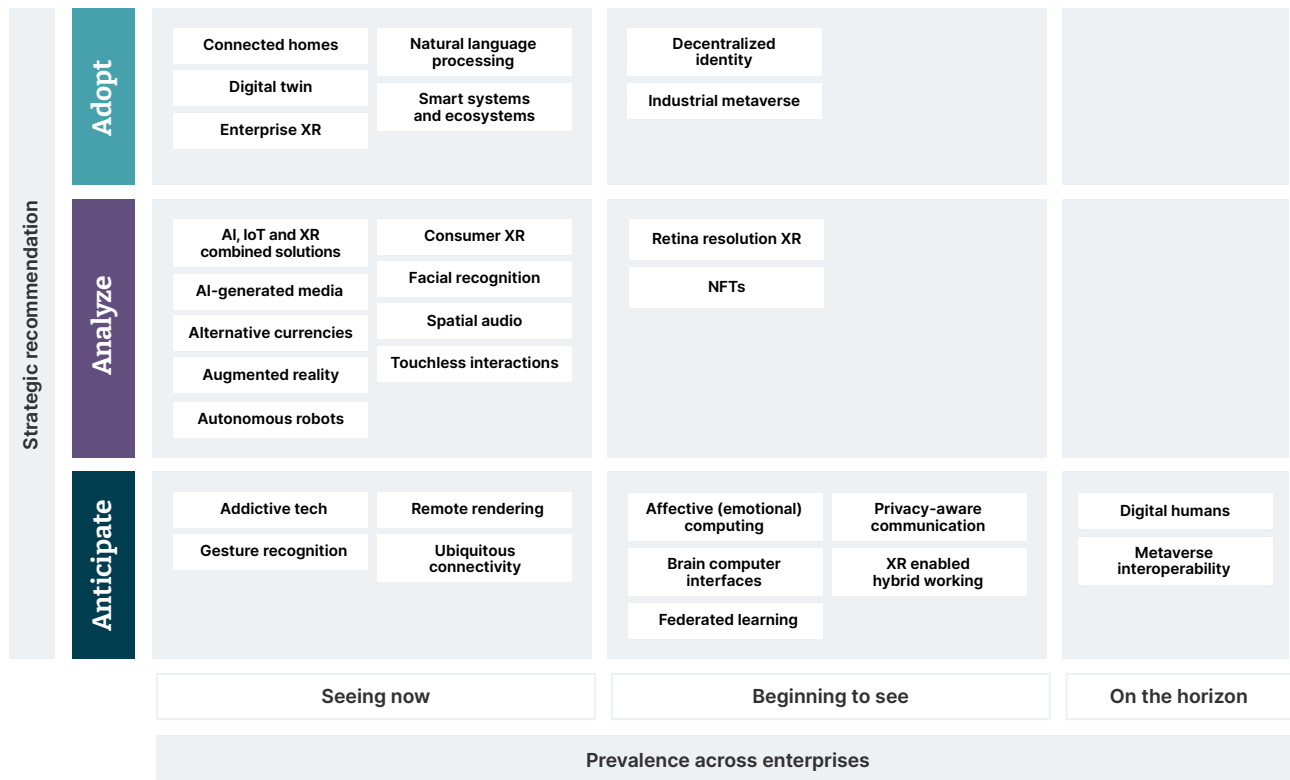 Strategic recommendation
Adopt
Connected homes
Digital twin
Enterprise XR
Natural language
processing
Smart systems
and ecosystems
Decentralized
identity
Industrial metaverse
Analyze
AI, IoT and XR
combined solutions
AI-generated media
Alternative currencies
Augmented reality
Autonomous robots
Consumer XR
Facial recognition
Spatial audio
Touchless interactions
Retina resolution XR
NFTs
Anticipate
Addictive tech
Gesture recognition
Remote rendering
Ubiquitous
connectivity
Affective (emotional)
computing
Brain computer
interfaces
Federated learning
Privacy-aware
communication
XR enabled
hybrid working
Digital humans
Metaverse
interoperability
Seeing now
Beginning to see
On the horizon
Prevalence across enterprises